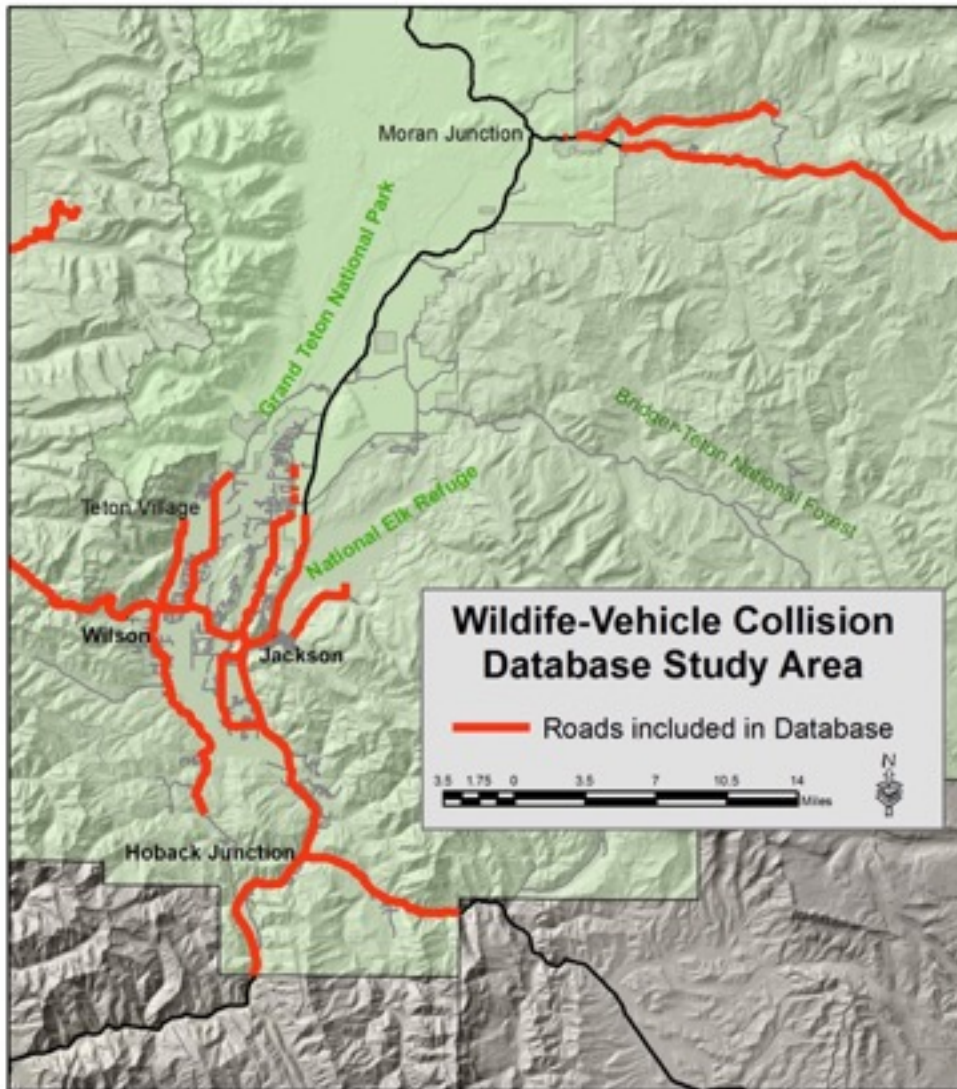 Moran Junction
Grand Teton National Park
Bridger-Teton National Forest
Teton Village
National Elk Refuge
Wilson
Jackson
Wildife-Vehicle Collision
Database Study Area
Roads included in Database
N
3.5 1.75 0 3.5 7 10.5 14
Miles
Hoback Junction